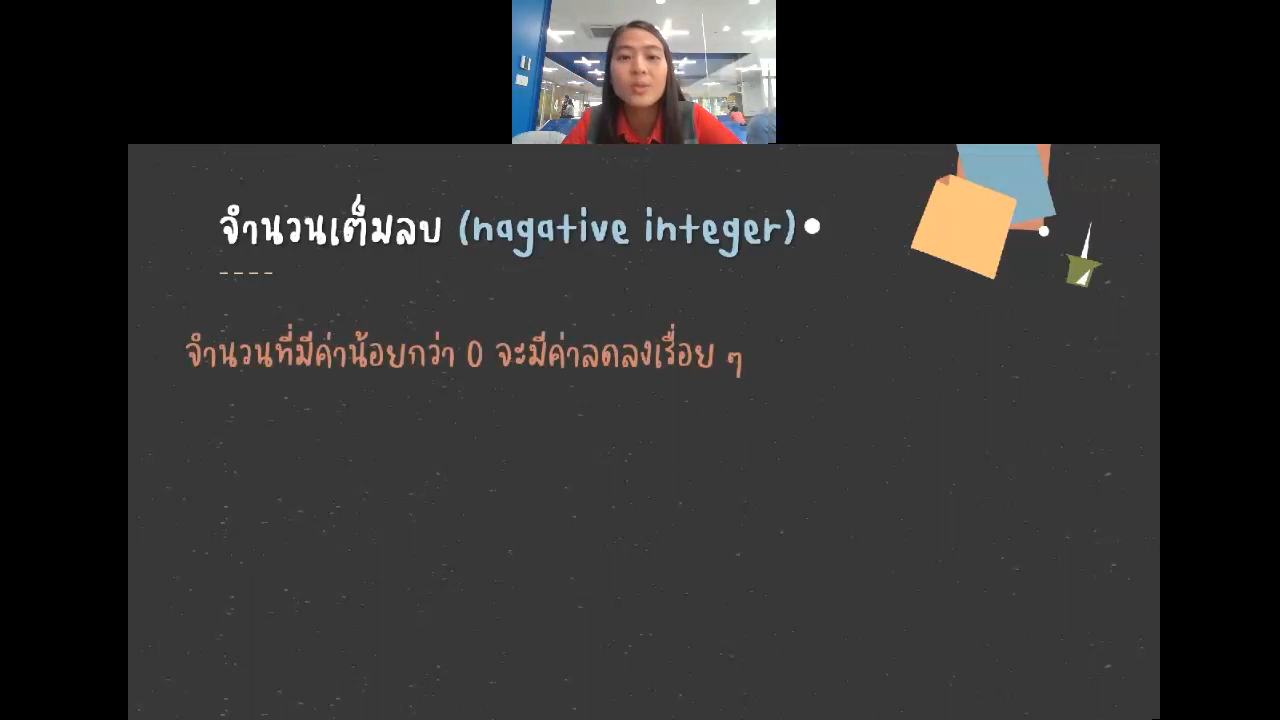 จำนวนเต็มลบ (nagative integer)
จำนวนที่มีค่าน้อยกว่า 0 จะมีค่าลดลงเรื่อย ๆ